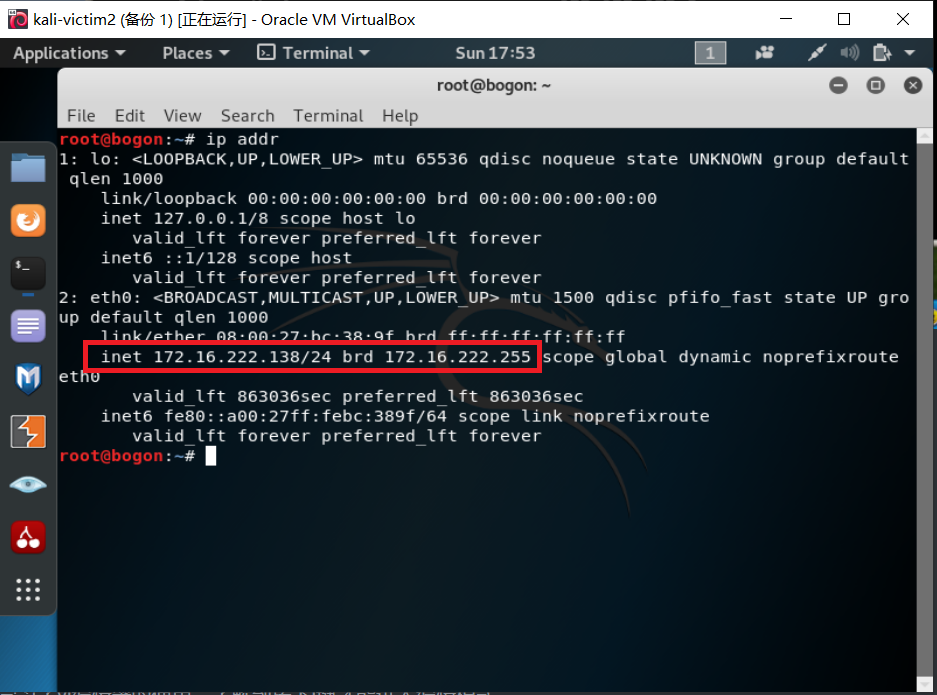 kali-victim2 (备份 1) [正在运行] - Oracle VM VirtualBox
Applications Places Terminal Sun 17:53 1
root@bogon: ~
File Edit View Search Terminal Help
root@bogon:~# ip addr
1: lo: <LOOPBACK,UP,LOWER_UP> mtu 65536 qdisc noqueue state UNKNOWN group default
qlen 1000
link/loopback 00:00:00:00:00:00 brd 00:00:00:00:00:00
inet 127.0.0.1/8 scope host lo
valid_lft forever preferred_lft forever
inet6 ::1/128 scope host
valid_lft forever preferred_lft forever
2: eth0: <BROADCAST,MULTICAST,UP,LOWER_UP> mtu 1500 qdisc pfifo_fast state UP gro
up default qlen 1000
link/ether 08:00:27:bc:38:9f brd ff:ff:ff:ff:ff:ff
inet 172.16.222.138/24 brd 172.16.222.255 scope global dynamic noprefixroute
eth0
valid_lft 863036sec preferred_lft 863036sec
inet6 fe80::a00:27ff:febc:389f/64 scope link noprefixroute
valid_lft forever preferred_lft forever
root@bogon:~#